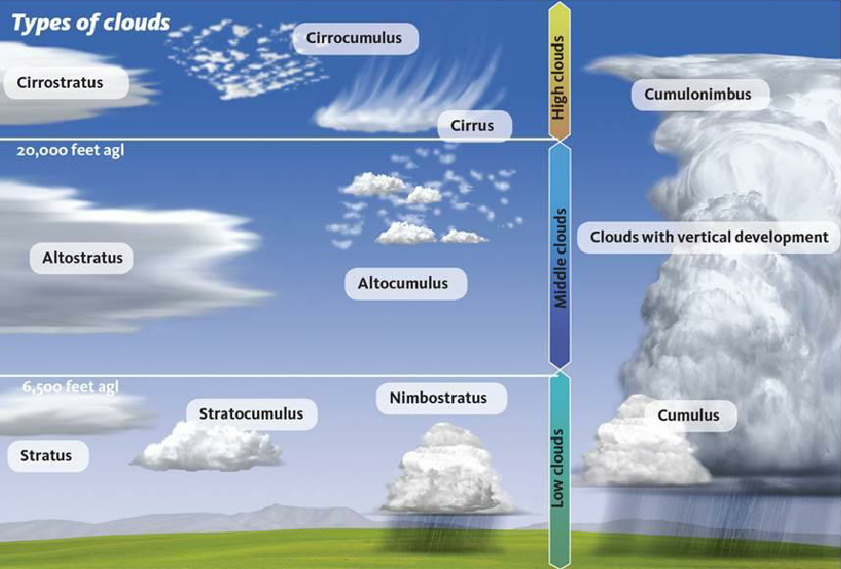 Types of clouds
Cirrostratus
Cirrocumulus
Cirrus
High clouds
Cumulonimbus
20,000 feet agl
Altostratus
Altocumulus
Middle clouds
Clouds with vertical development
6,500 feet agl
Stratus
Stratocumulus
Nimbostratus
Low clouds
Cumulus